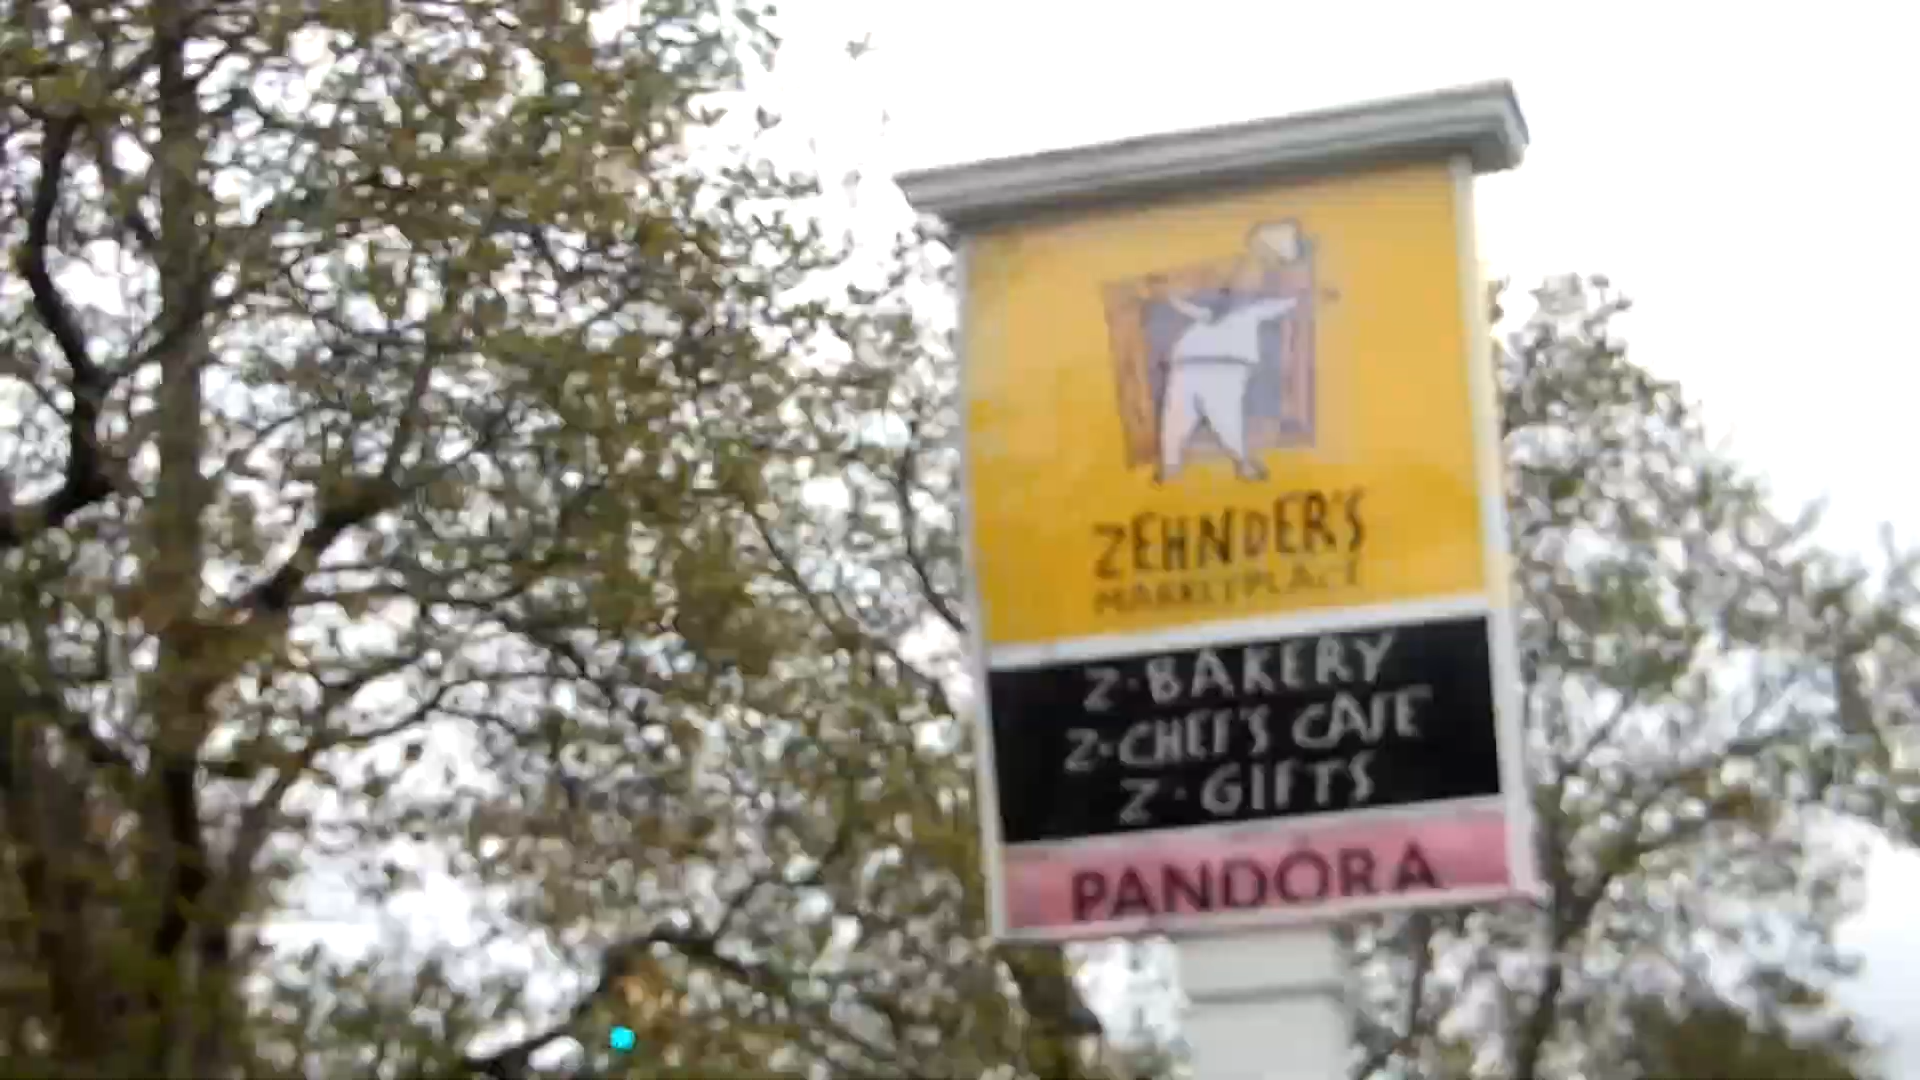 ZEHNDER'S
MARKETPLACE
Z·BAKERY
Z·CHEF'S CAFE
Z·GIFTS
PANDORA